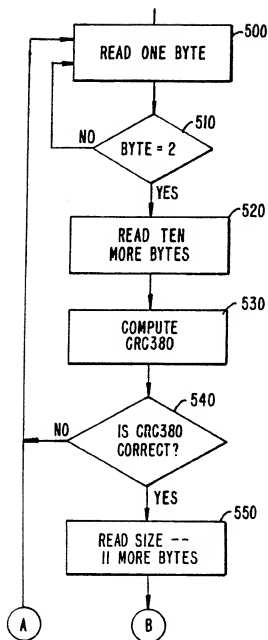 500
READ ONE BYTE
510
NO
BYTE = 2
YES
520
READ TEN
MORE BYTES
530
COMPUTE
CRC380
540
NO
IS CRC380
CORRECT?
YES
550
READ SIZE --
11 MORE BYTES
A
B